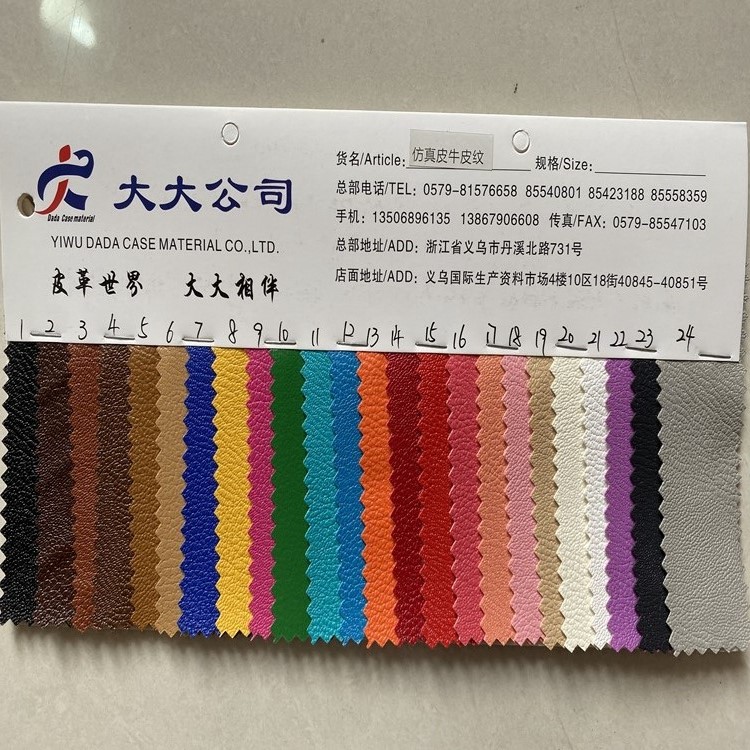 大大公司
Dada Case material
YIWU DADA CASE MATERIAL CO.,LTD.
皮革世界 大大相伴
货名/Article: 仿真皮牛皮纹 规格/Size:
总部电话/TEL: 0579-81576658 85540801 85423188 85558359
手机: 13506896135 13867906608 传真/FAX: 0579-85547103
总部地址/ADD: 浙江省义乌市丹溪北路731号
店面地址/ADD: 义乌国际生产资料市场4楼10区18街40845-40851号
1 2 3 4 5 6 7 8 9 10 11 12 13 14 15 16 17 18 19 20 21 22 23 24